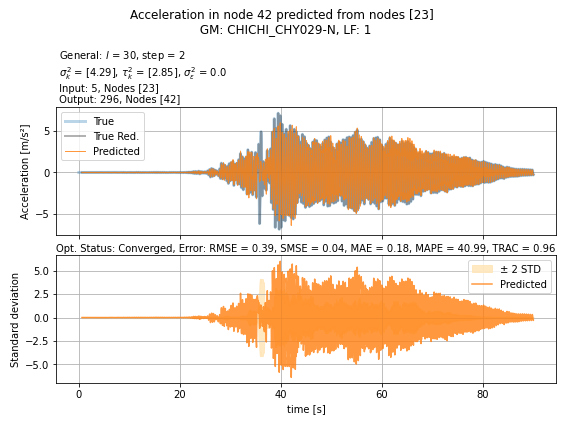 Acceleration in node 42 predicted from nodes [23]
GM: CHICHI_CHY029-N, LF: 1
General: l = 30, step = 2
σ²ₖ = [4.29], τ²ₖ = [2.85], σ²ε = 0.0
Input: 5, Nodes [23]
Output: 296, Nodes [42]
Acceleration [m/s²]
5
0
−5
True
True Red.
Predicted
Opt. Status: Converged, Error: RMSE = 0.39, SMSE = 0.04, MAE = 0.18, MAPE = 40.99, TRAC = 0.96
Standard deviation
5.0
2.5
0.0
−2.5
−5.0
± 2 STD
Predicted
0 20 40 60 80
time [s]